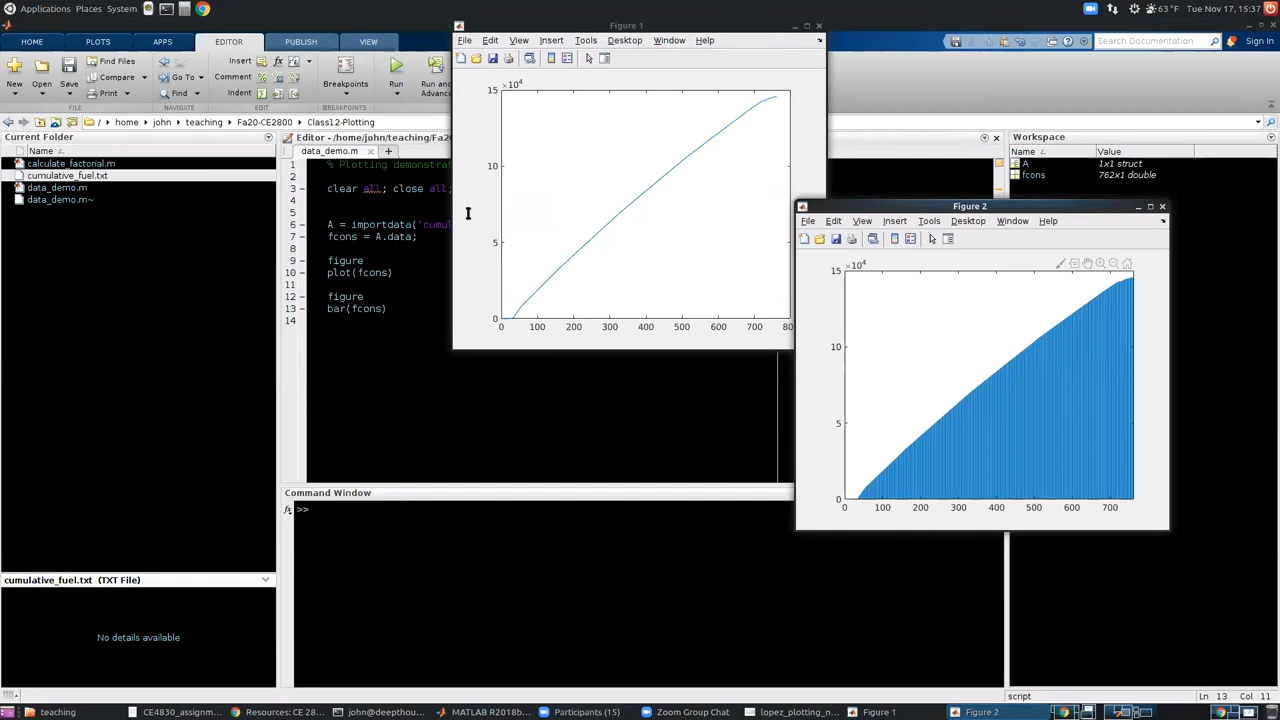 Applications Places System
63 °F Tue Nov 17, 15:37
Figure 1
HOME PLOTS APPS EDITOR PUBLISH VIEW
File Edit View Insert Tools Desktop Window Help
Search Documentation Sign In
New Open Save
Find Files
Compare
Print
Go To
Find
Insert
Comment
Indent
Breakpoints
Run
Run and
Advance
FILE NAVIGATE EDIT BREAKPOINTS
/ home john teaching Fa20-CE2800 Class12-Plotting
Current Folder
Name
calculate_factorial.m
cumulative_fuel.txt
data_demo.m
data_demo.m~
Editor - /home/john/teaching/Fa
data_demo.m
1 % Plotting demonstrat
2
3 clear all; close all;
4
5
6 A = importdata('cumul
7 fcons = A.data;
8
9 figure
10 plot(fcons)
11
12 figure
13 bar(fcons)
14
×10^4
15
10
5
0
0 100 200 300 400 500 600 700 80
Workspace
Name Value
A 1x1 struct
fcons 762x1 double
Figure 2
File Edit View Insert Tools Desktop Window Help
×10^4
15
10
5
0
0 100 200 300 400 500 600 700
Command Window
fx >>
cumulative_fuel.txt (TXT File)
No details available
script Ln 13 Col 11
teaching CE4830_assignm... Resources: CE 28... john@deepthou... MATLAB R2018b... Participants (15) Zoom Group Chat lopez_plotting_n... Figure 1 Figure 2